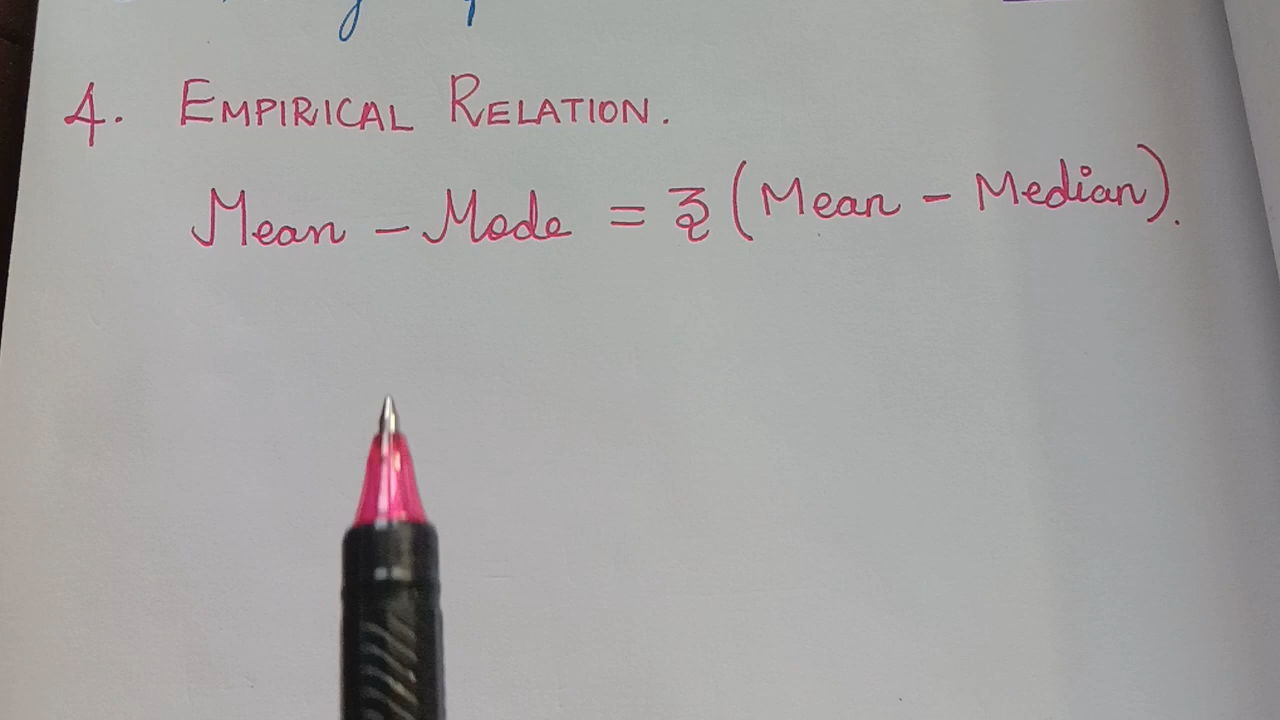 4. EMPIRICAL RELATION.
Mean - Mode = 3 (Mean - Median).